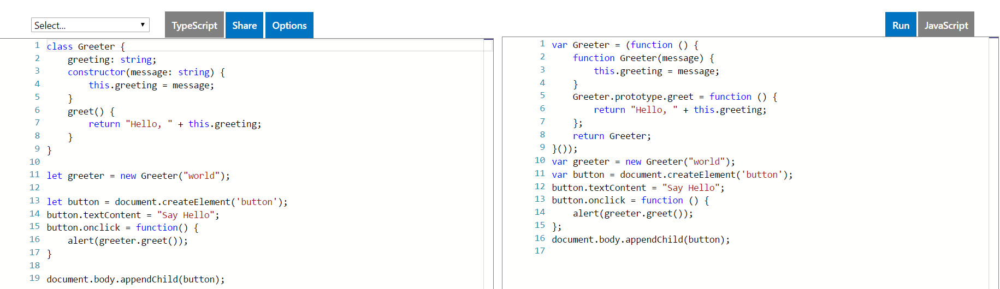 Select...
TypeScript
Share
Options
1 class Greeter {
2     greeting: string;
3     constructor(message: string) {
4         this.greeting = message;
5     }
6     greet() {
7         return "Hello, " + this.greeting;
8     }
9 }
10
11 let greeter = new Greeter("world");
12
13 let button = document.createElement('button');
14 button.textContent = "Say Hello";
15 button.onclick = function() {
16     alert(greeter.greet());
17 }
18
19 document.body.appendChild(button);
Run
JavaScript
1 var Greeter = (function () {
2     function Greeter(message) {
3         this.greeting = message;
4     }
5     Greeter.prototype.greet = function () {
6         return "Hello, " + this.greeting;
7     };
8     return Greeter;
9 }());
10 var greeter = new Greeter("world");
11 var button = document.createElement('button');
12 button.textContent = "Say Hello";
13 button.onclick = function () {
14     alert(greeter.greet());
15 };
16 document.body.appendChild(button);
17